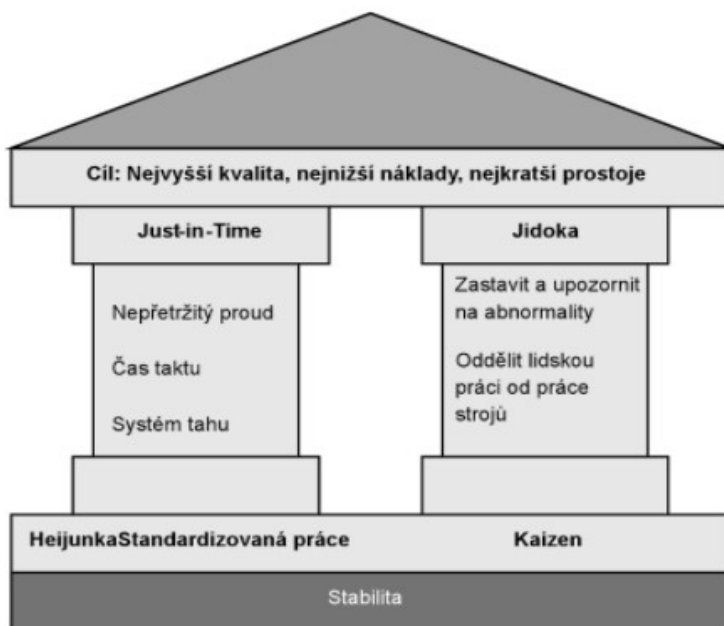 Cíl: Nejvyšší kvalita, nejnižší náklady, nejkratší prostoje
Just-in-Time
Nepřetržitý proud
Čas taktu
Systém tahu
Jidoka
Zastavit a upozornit
na abnormality
Oddělit lidskou
práci od práce
strojů
HeijunkaStandardizovaná práce
Kaizen
Stabilita